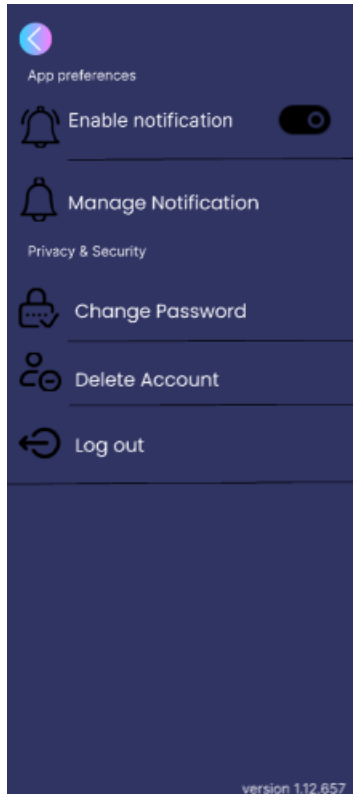 App preferences
Enable notification
Manage Notification
Privacy & Security
Change Password
Delete Account
Log out
version 1.12.657